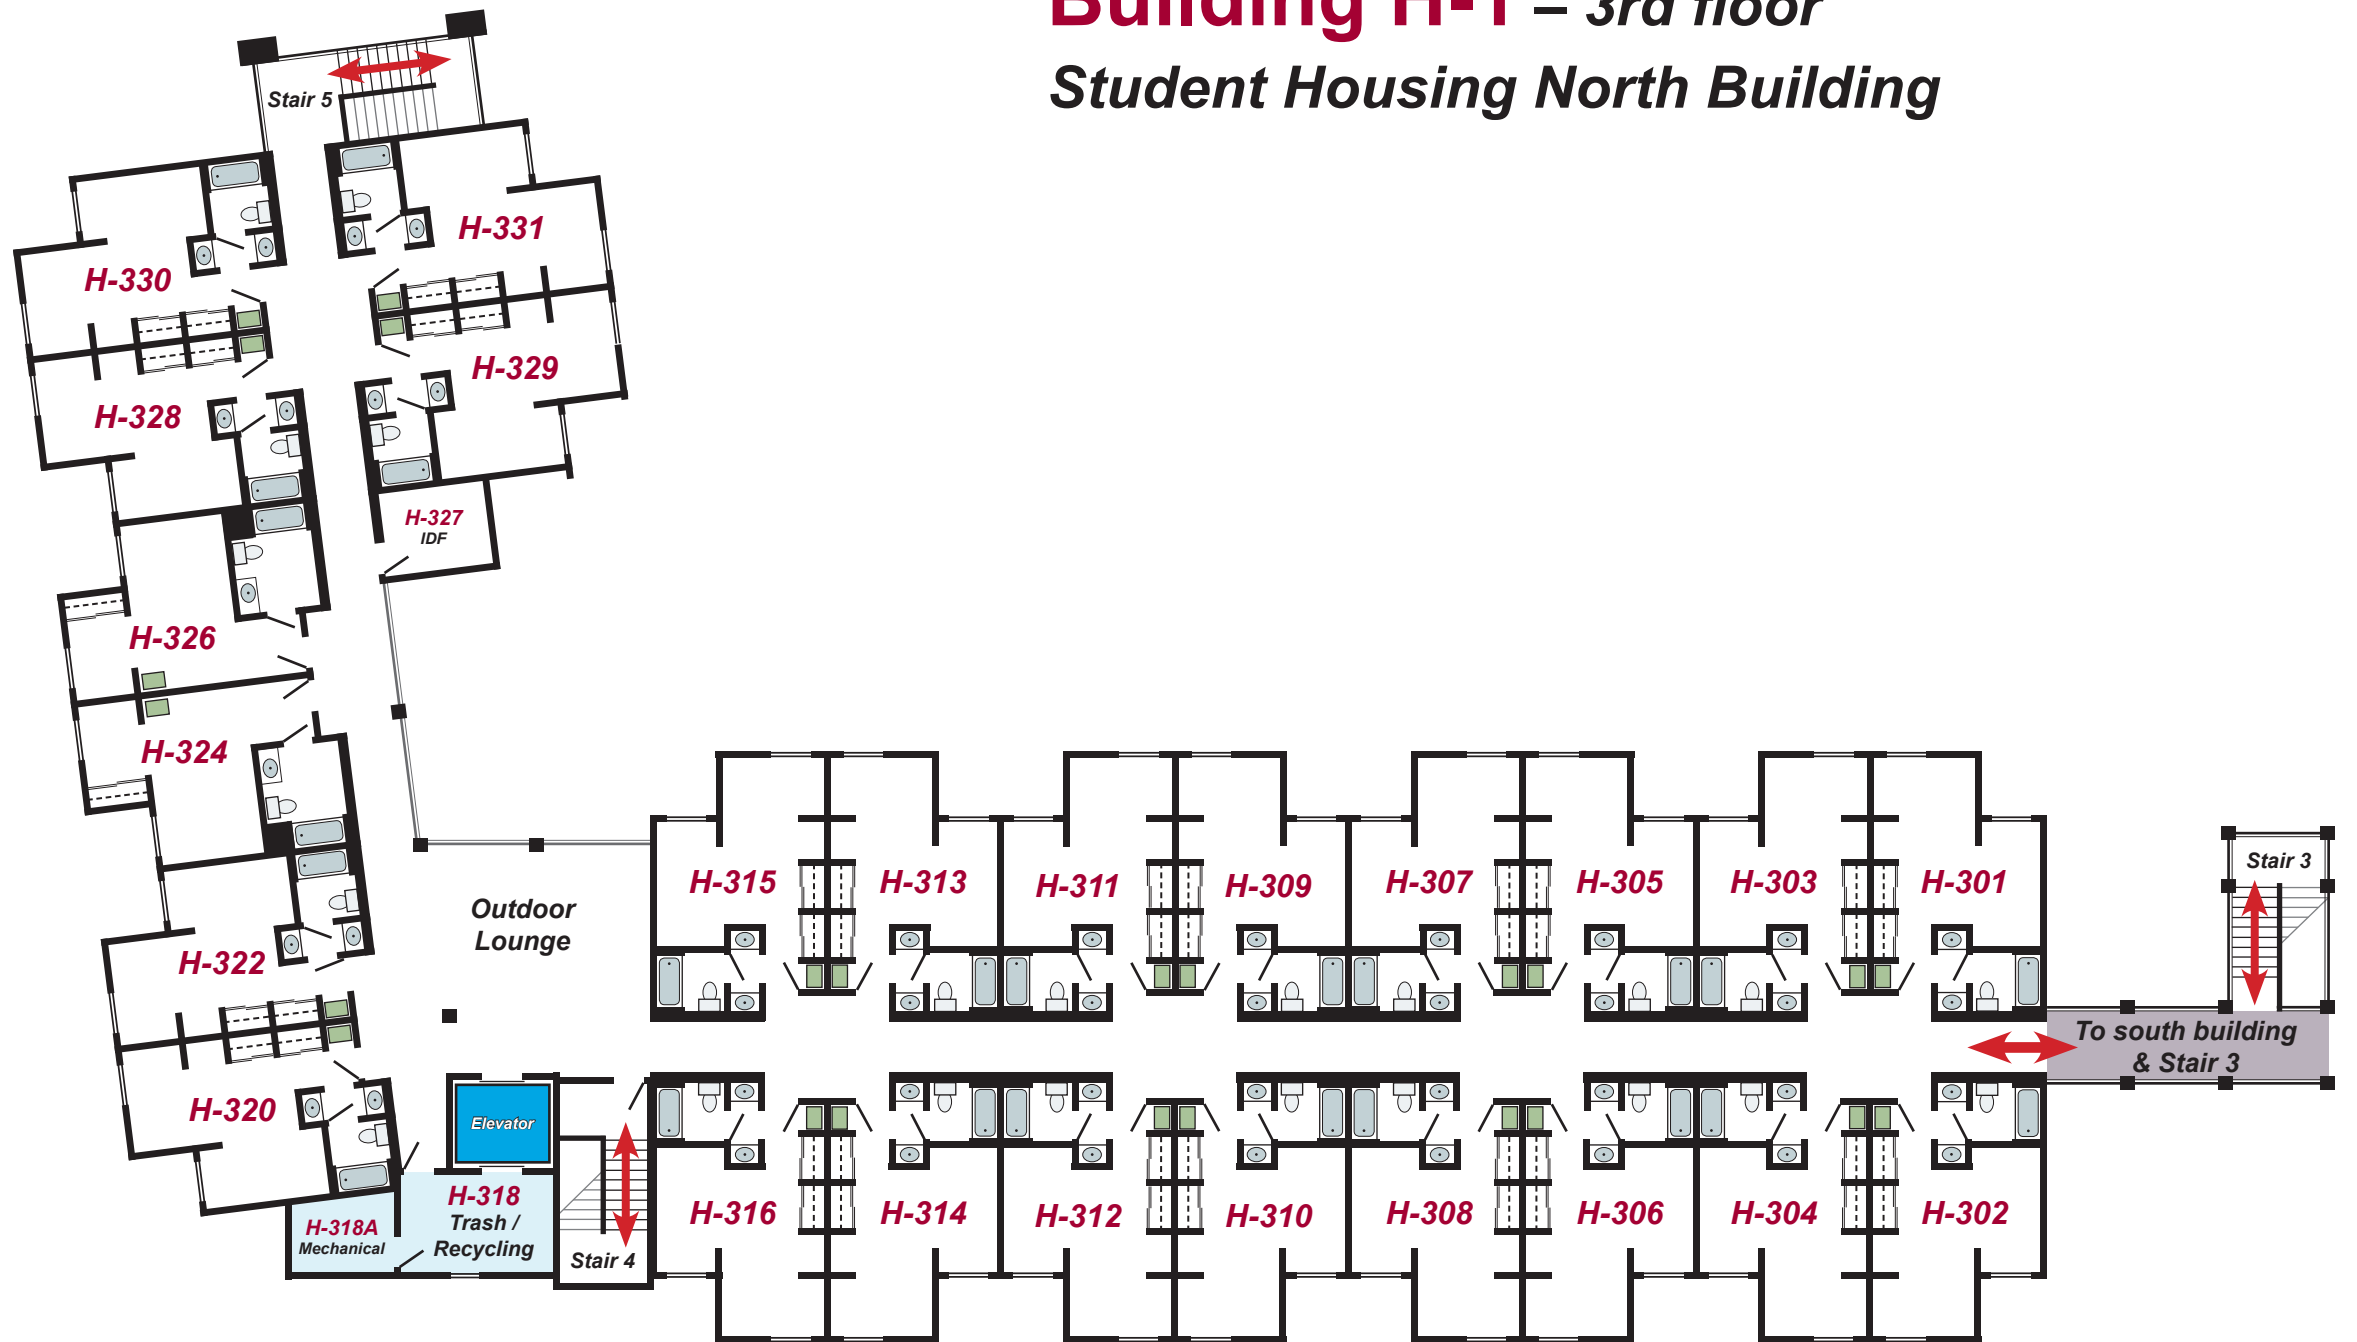 Building H-1 – 3rd floor
Student Housing North Building
Stair 5
H-331
H-330
H-329
H-328
H-327
IDF
H-326
H-324
H-322
H-320
Outdoor
Lounge
H-315
H-313
H-311
H-309
H-307
H-305
H-303
H-301
Stair 3
To south building
& Stair 3
Elevator
H-318
Trash /
Recycling
H-318A
Mechanical
Stair 4
H-316
H-314
H-312
H-310
H-308
H-306
H-304
H-302